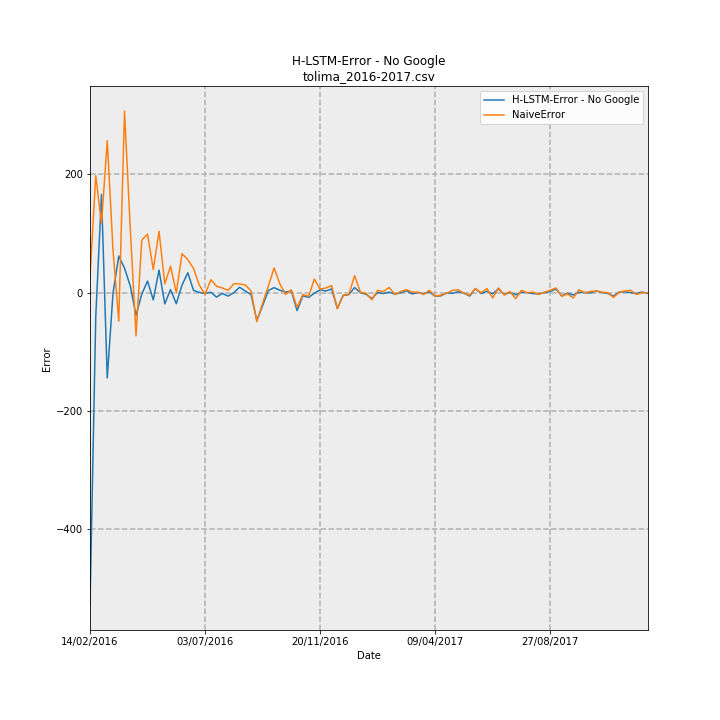 H-LSTM-Error - No Google
tolima_2016-2017.csv
H-LSTM-Error - No Google
NaiveError
200
0
−200
−400
Error
14/02/2016
03/07/2016
20/11/2016
09/04/2017
27/08/2017
Date